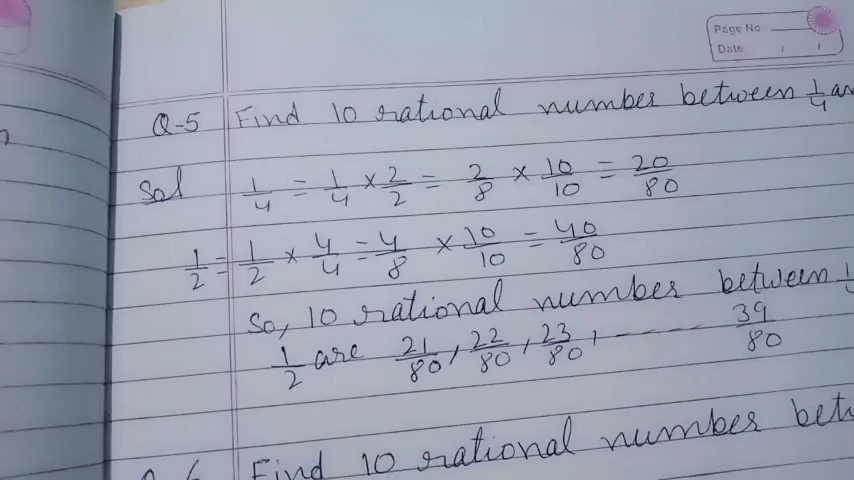 Page No
Date
Q-5 Find 10 rational number between 1/4 an
Sol 1/4 = 1/4 × 2/2 = 2/8 × 10/10 = 20/80
1/2 = 1/2 × 4/4 = 4/8 × 10/10 = 40/80
So, 10 rational number between
1/2 are 21/80, 22/80, 23/80, ------ 39/80
Find 10 rational number betw